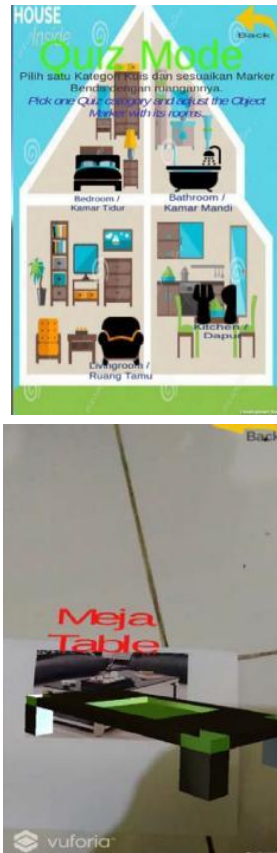 HOUSE
Inside
Back
Quiz Mode
Pilih satu Kategori Kuis dan sesuaikan Marker
Benda dengan ruangannya.
Pick one Quiz category and adjust the Object
Marker with its rooms.
Bedroom /
Kamar Tidur
Bathroom /
Kamar Mandi
Kitchen /
Dapur
Livingroom /
Ruang Tamu
Back
Meja
Table
vuforia